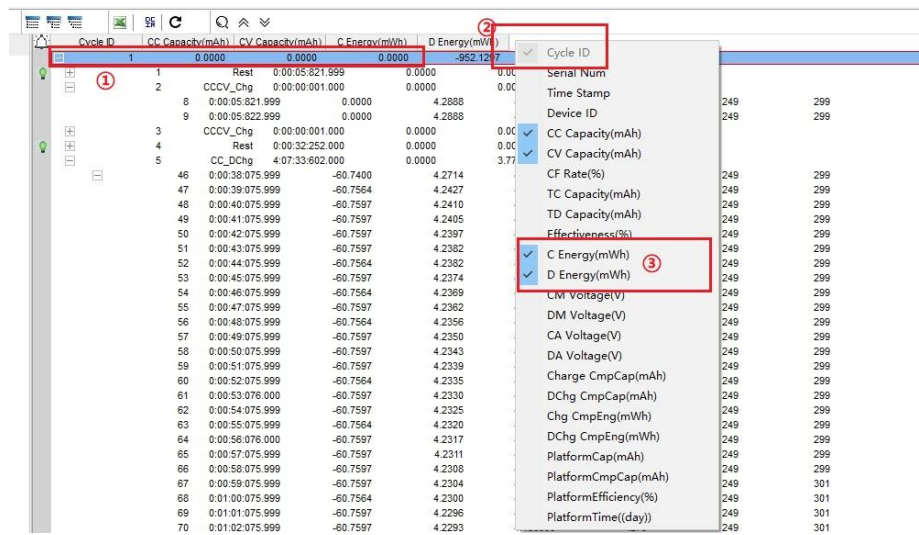 ②
Cycle ID CC Capacity(mAh) CV Capacity(mAh) C Energy(mWh) D Energy(mWh)
1 0.0000 0.0000 0.0000 -952.1297
①
1 Rest 0:00:05:821.999 0.0000 0.00
2 CCCV_Chg 0:00:00:001.000 0.0000 0.00
8 0:00:05:821.999 0.0000 4.2888 249 299
9 0:00:05:822.999 0.0000 4.2888 249 299
3 CCCV_Chg 0:00:00:001.000 0.0000 0.00
4 Rest 0:00:32:252.000 0.0000 0.00
5 CC_DChg 4:07:33:602.000 0.0000 3.77
46 0:00:38:075.999 -60.7400 4.2714 249 299
47 0:00:39:075.999 -60.7564 4.2427 249 299
48 0:00:40:075.999 -60.7597 4.2410 249 299
49 0:00:41:075.999 -60.7597 4.2405 249 299
50 0:00:42:075.999 -60.7597 4.2397 249 299
51 0:00:43:075.999 -60.7597 4.2382 249 299
52 0:00:44:075.999 -60.7564 4.2382 249 299
53 0:00:45:075.999 -60.7597 4.2374 249 299
54 0:00:46:075.999 -60.7564 4.2369 249 299
55 0:00:47:075.999 -60.7597 4.2362 249 299
56 0:00:48:075.999 -60.7564 4.2356 249 299
57 0:00:49:075.999 -60.7597 4.2350 249 299
58 0:00:50:075.999 -60.7597 4.2343 249 299
59 0:00:51:075.999 -60.7597 4.2339 249 299
60 0:00:52:075.999 -60.7564 4.2335 249 299
61 0:00:53:076.000 -60.7597 4.2330 249 299
62 0:00:54:075.999 -60.7597 4.2325 249 299
63 0:00:55:075.999 -60.7564 4.2320 249 299
64 0:00:56:076.000 -60.7597 4.2317 249 299
65 0:00:57:075.999 -60.7597 4.2311 249 299
66 0:00:58:075.999 -60.7597 4.2308 249 299
67 0:00:59:075.999 -60.7597 4.2304 249 301
68 0:01:00:075.999 -60.7564 4.2300 249 301
69 0:01:01:075.999 -60.7597 4.2296 249 301
70 0:01:02:075.999 -60.7597 4.2293 249 301
Cycle ID
Serial Num
Time Stamp
Device ID
CC Capacity(mAh)
CV Capacity(mAh)
CF Rate(%)
TC Capacity(mAh)
TD Capacity(mAh)
Effectiveness(%)
C Energy(mWh)
③
D Energy(mWh)
CM Voltage(V)
DM Voltage(V)
CA Voltage(V)
DA Voltage(V)
Charge CmpCap(mAh)
DChg CmpCap(mAh)
Chg CmpEng(mWh)
DChg CmpEng(mWh)
PlatformCap(mAh)
PlatformCmpCap(mAh)
PlatformEfficiency(%)
PlatformTime((day))